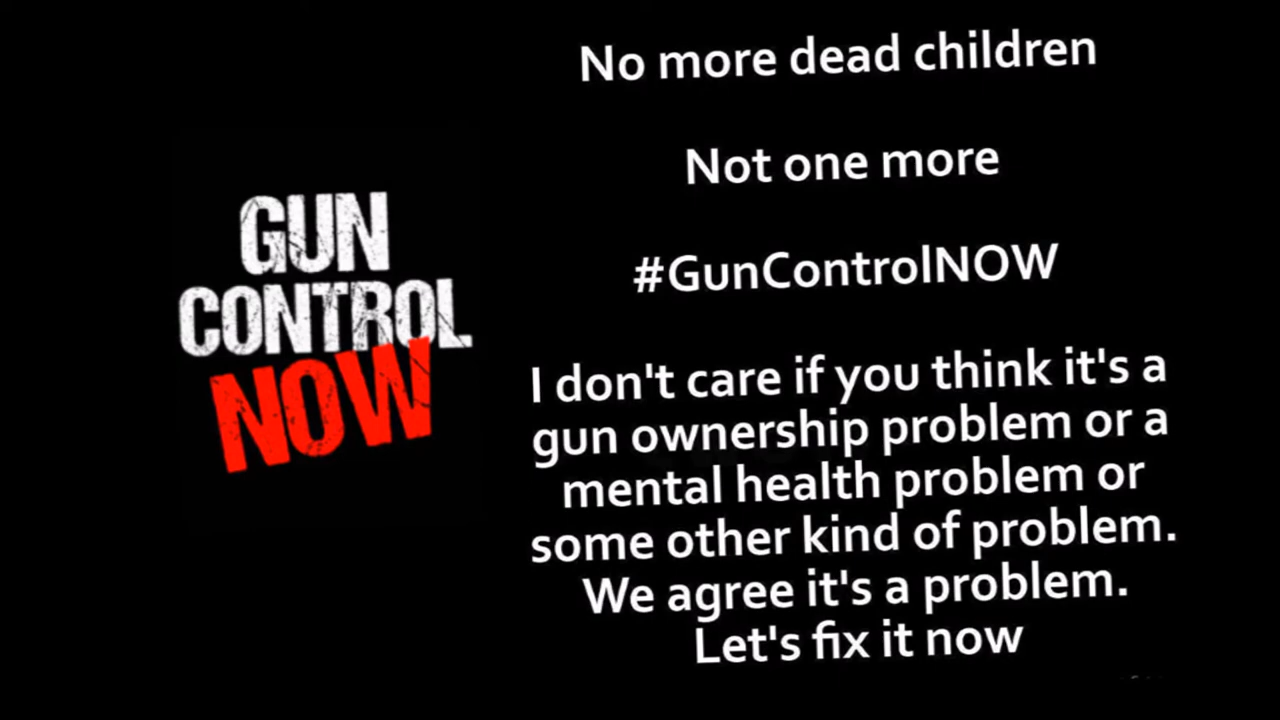 GUN
CONTROL
NOW
No more dead children
Not one more
#GunControlNOW
I don't care if you think it's a
gun ownership problem or a
mental health problem or
some other kind of problem.
We agree it's a problem.
Let's fix it now